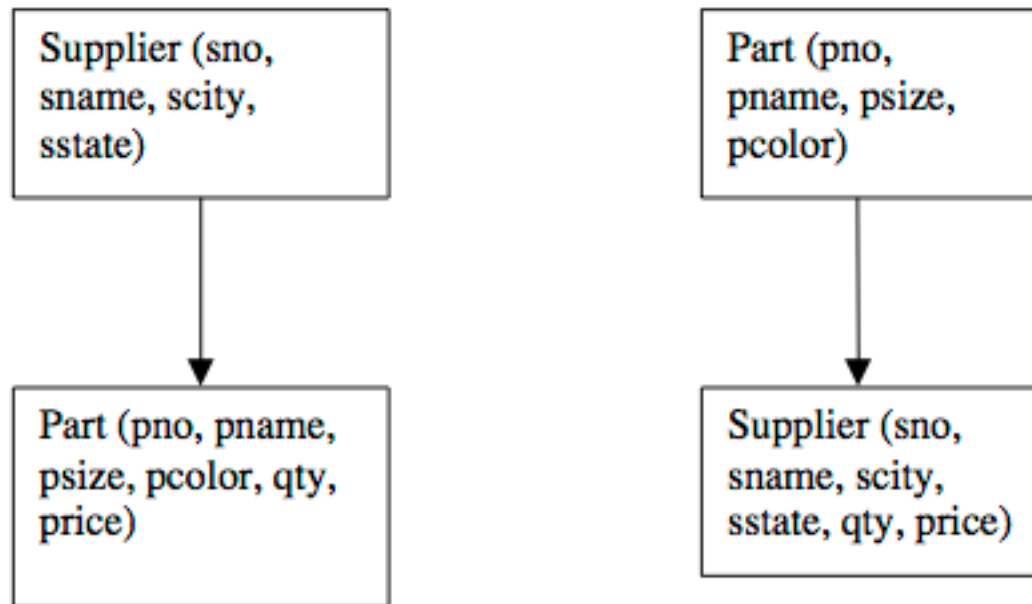 Supplier (sno,
sname, scity,
sstate)
Part (pno,
pname, psize,
pcolor)
Part (pno, pname,
psize, pcolor, qty,
price)
Supplier (sno,
sname, scity,
sstate, qty, price)